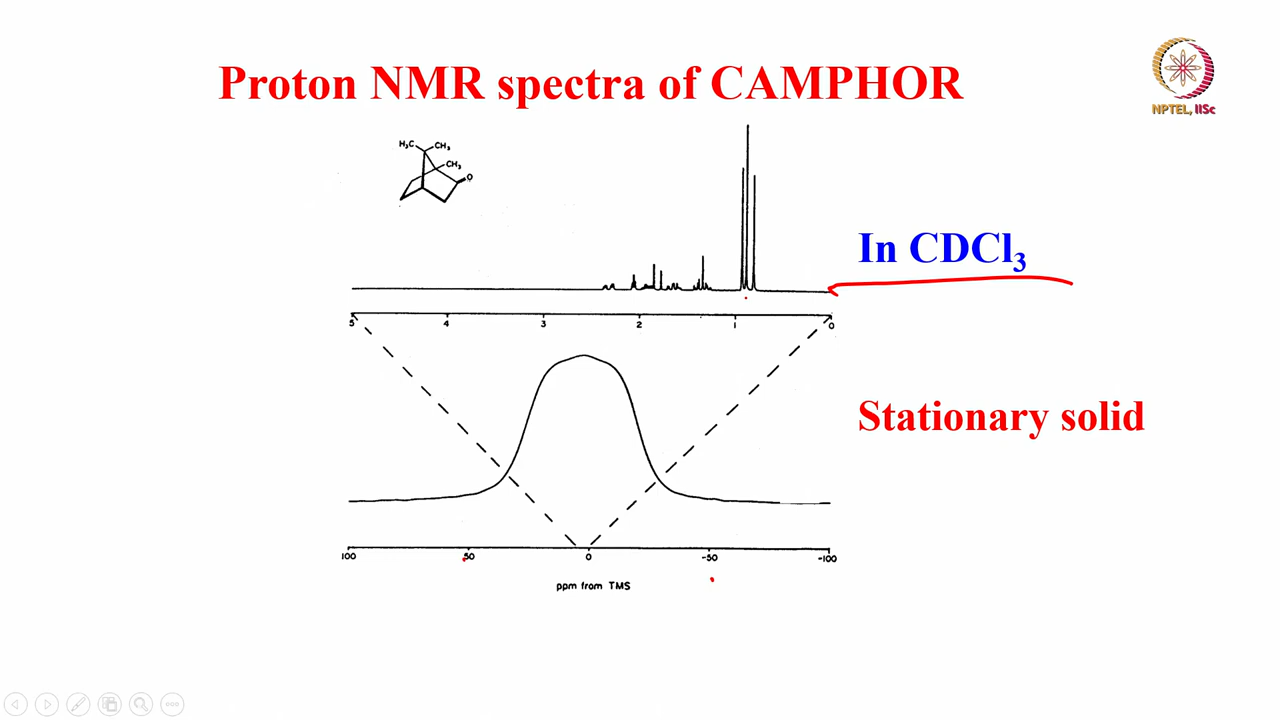 Proton NMR spectra of CAMPHOR
NPTEL, IISc
H₃C CH₃
CH₃
O
In CDCl₃
5 4 3 2 1 0
Stationary solid
100 50 0 -50 -100
ppm from TMS